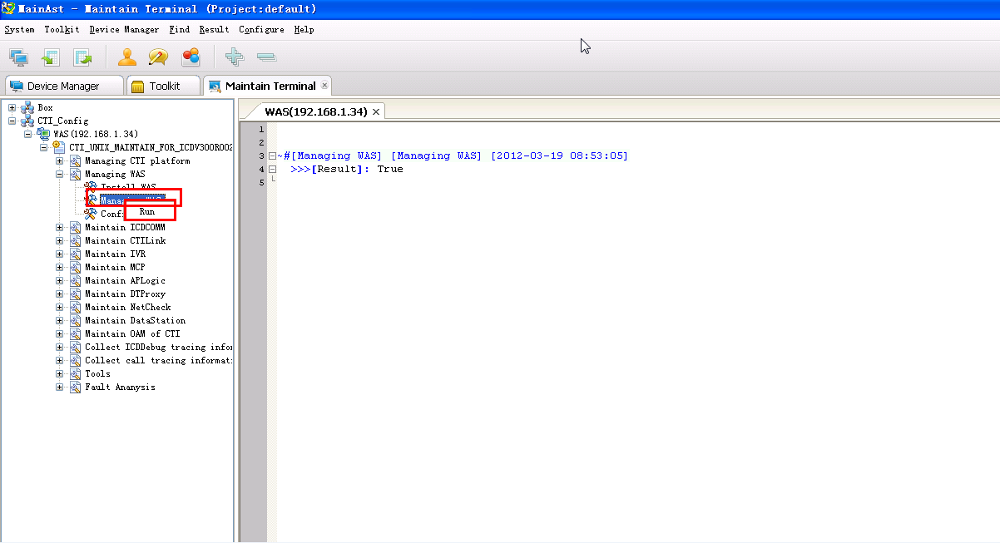 MainAst - Maintain Terminal (Project:default)
System Toolkit Device Manager Find Result Configure Help
Device Manager Toolkit Maintain Terminal
Box
CTI_Config
WAS(192.168.1.34)
CTI_UNIX_MAINTAIN_FOR_ICDV300R002
Managing CTI platform
Managing WAS
Install WAS
Managing WAS
Conf
Run
Maintain ICDCOMM
Maintain CTILink
Maintain IVR
Maintain MCP
Maintain APLogic
Maintain DTProxy
Maintain NetCheck
Maintain DataStation
Maintain OAM of CTI
Collect ICDDebug tracing infor
Collect call tracing informati
Tools
Fault Ananysis
WAS(192.168.1.34)
1
2
3 ~#[Managing WAS] [Managing WAS] [2012-03-19 08:53:05]
4 >>>[Result]: True
5